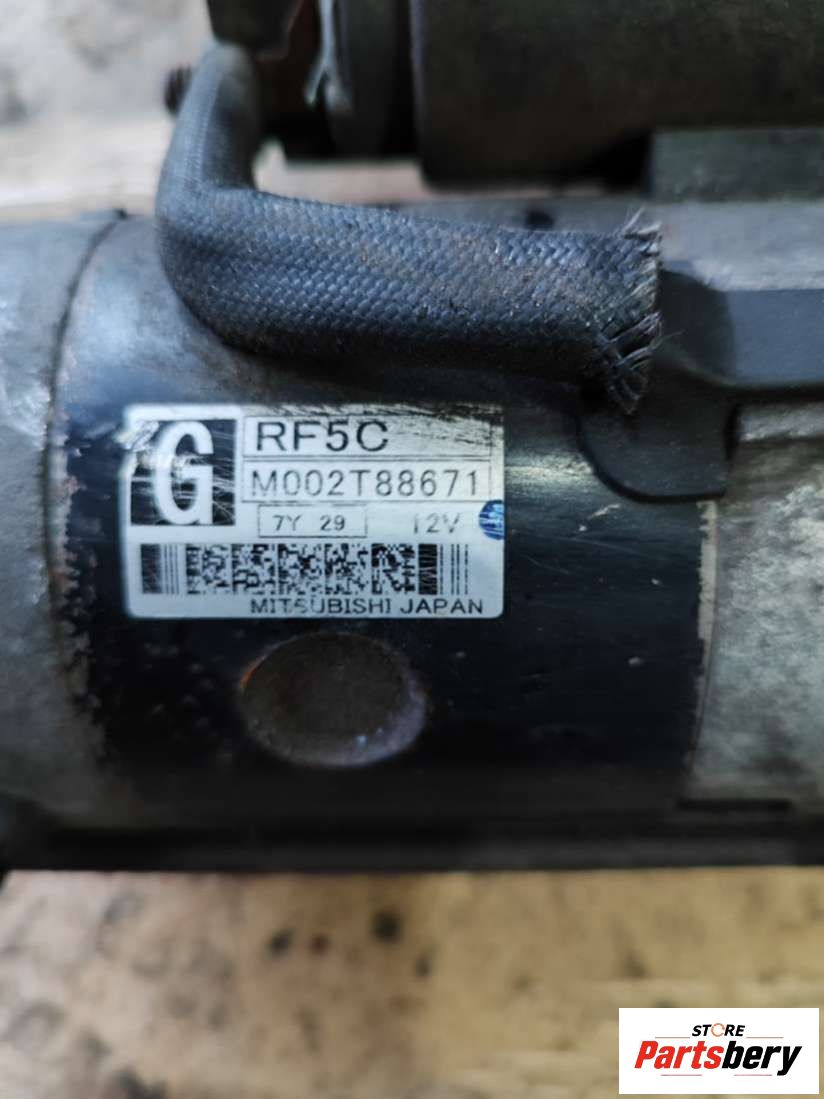 G
RF5C
M002T88671
7Y 29 12V
MITSUBISHI JAPAN
STORE
Partsbery